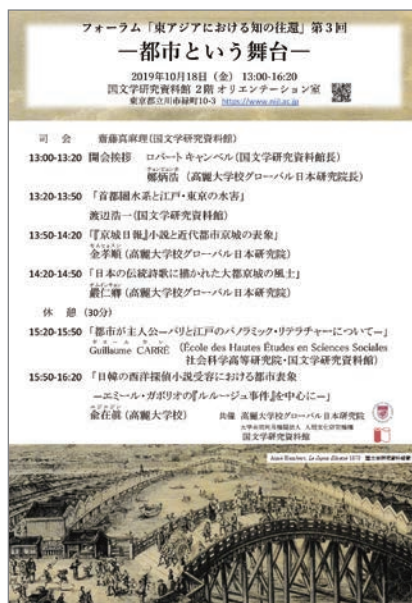 フォーラム「東アジアにおける知の往還」第3回
―都市という舞台―
2019年10月18日（金） 13:00-16:20
国文学研究資料館 2階 オリエンテーション室
東京都立川市緑町10-3 https://www.nijl.ac.jp
司　会　齋藤真麻理（国文学研究資料館）
13:00-13:20 開会挨拶　ロバート キャンベル（国文学研究資料館長）
鄭炳浩（高麗大学校グローバル日本研究院長）
13:20-13:50 「首都圏水系と江戸・東京の水害」
渡辺浩一（国文学研究資料館）
13:50-14:20 「『京城日報』小説と近代都市京城の表象」
金孝順（高麗大学校グローバル日本研究院）
14:20-14:50 「日本の伝統詩歌に描かれた大都京城の風土」
嚴仁卿（高麗大学校グローバル日本研究院）
休　憩（30分）
15:20-15:50 「都市が主人公―パリと江戸のパノラミック・リテラチャーについて―」
Guillaume CARRÉ （École des Hautes Études en Sciences Sociales
社会科学高等研究院・国文学研究資料館）
15:50-16:20 「日韓の西洋探偵小説受容における都市表象
―エミール・ガボリオの『ルルージュ事件』を中心に―」
兪在眞（高麗大学校）
共催 高麗大学校グローバル日本研究院
大学共同利用機関法人 人間文化研究機構
国文学研究資料館
Aimé Humbert, Le Japon Illustré 1870 国文学研究資料館蔵